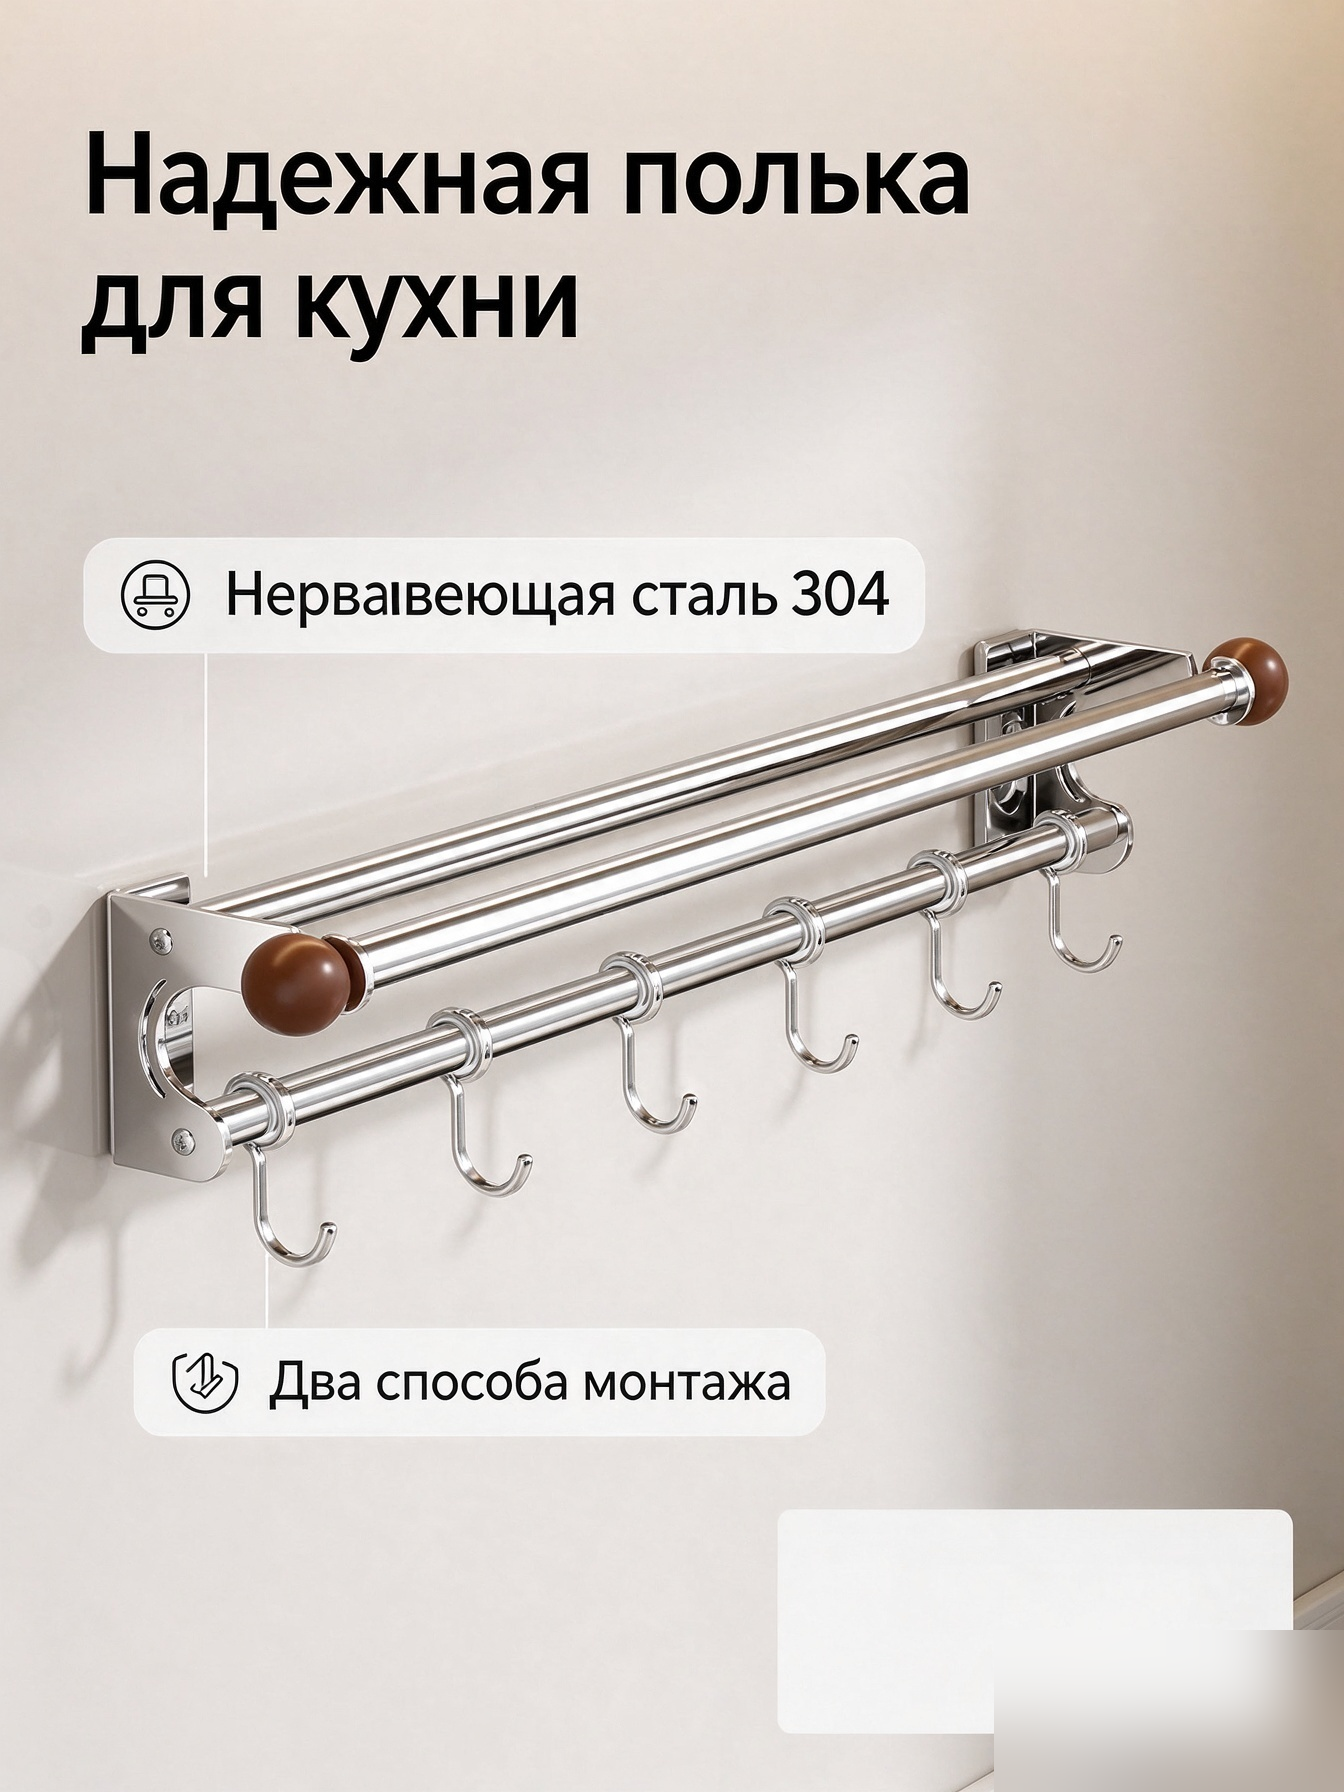 Надежная полька
для кухни
Нерваıвеющая сталь 304
Два способа монтажа